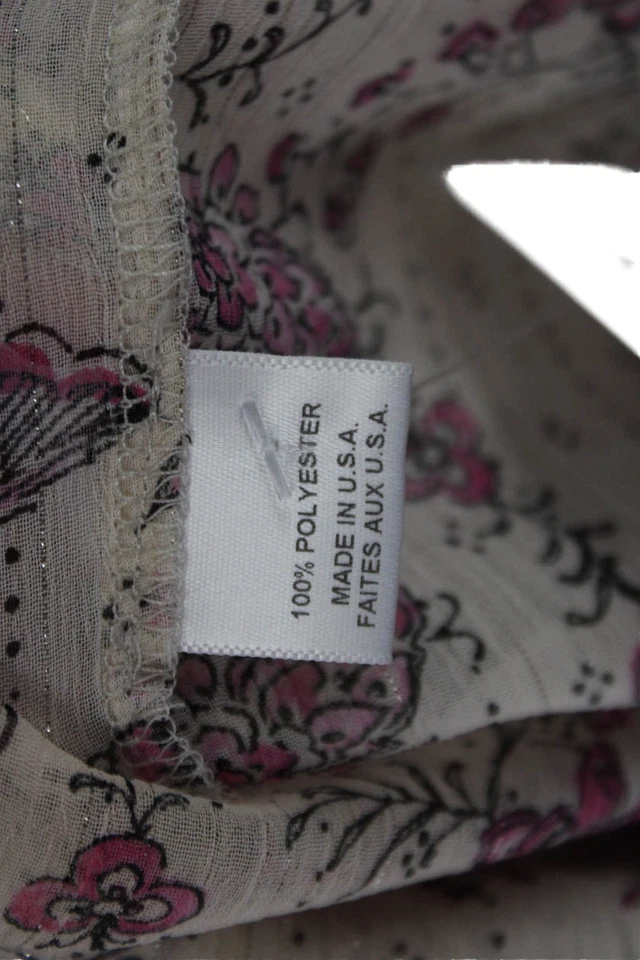 100% POLYESTER
MADE IN U.S.A.
FAITES AUX U.S.A.